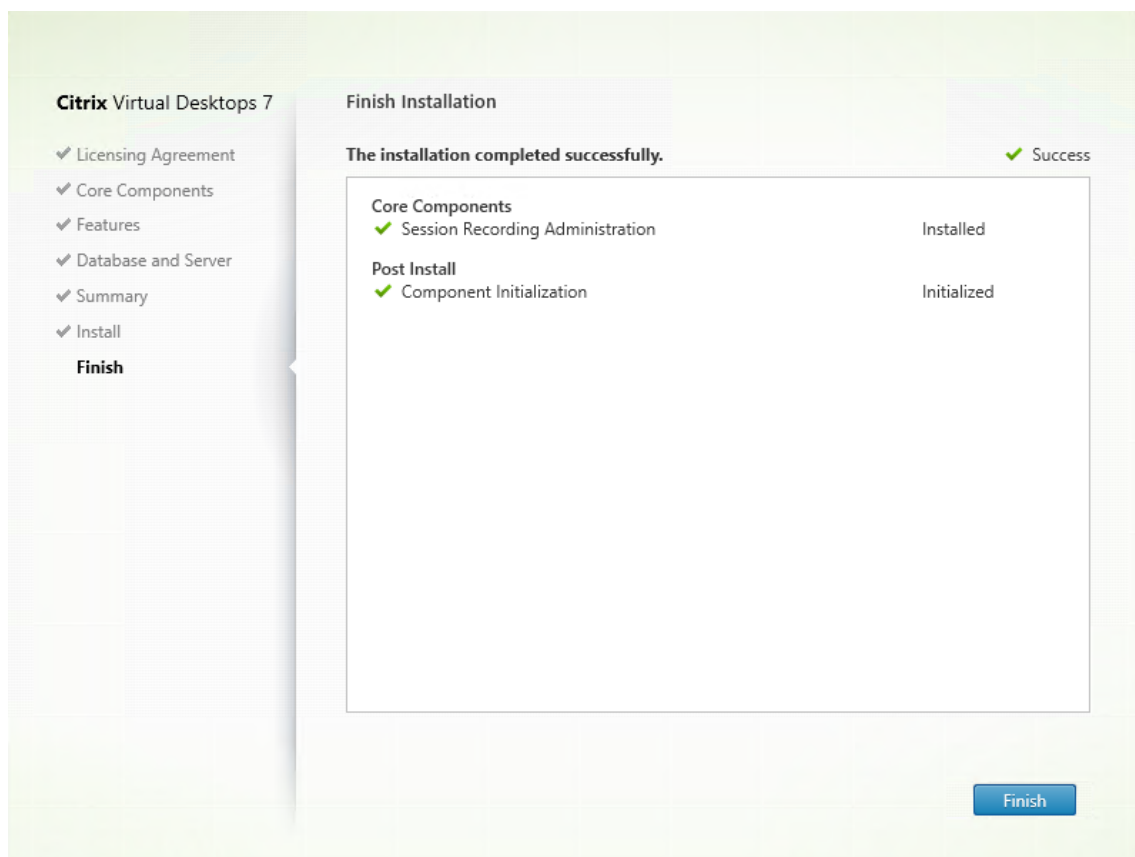 Citrix Virtual Desktops 7
Licensing Agreement
Core Components
Features
Database and Server
Summary
Install
Finish
Finish Installation
The installation completed successfully.
Success
Core Components
Session Recording Administration Installed
Post Install
Component Initialization Initialized
Finish